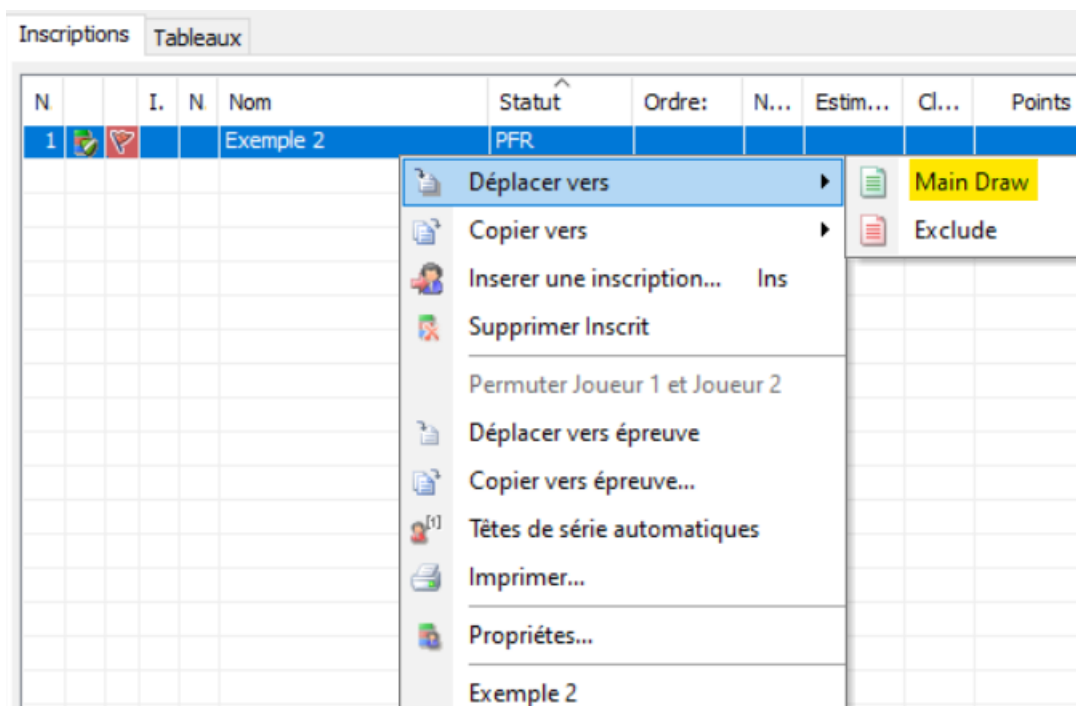 Inscriptions Tableaux
N I. N Nom Statut Ordre: N... Estim... Cl... Points
1 Exemple 2 PFR
Déplacer vers Main Draw
Copier vers Exclude
Inserer une inscription... Ins
Supprimer Inscrit
Permuter Joueur 1 et Joueur 2
Déplacer vers épreuve
Copier vers épreuve...
[1] Têtes de série automatiques
Imprimer...
Propriétes...
Exemple 2